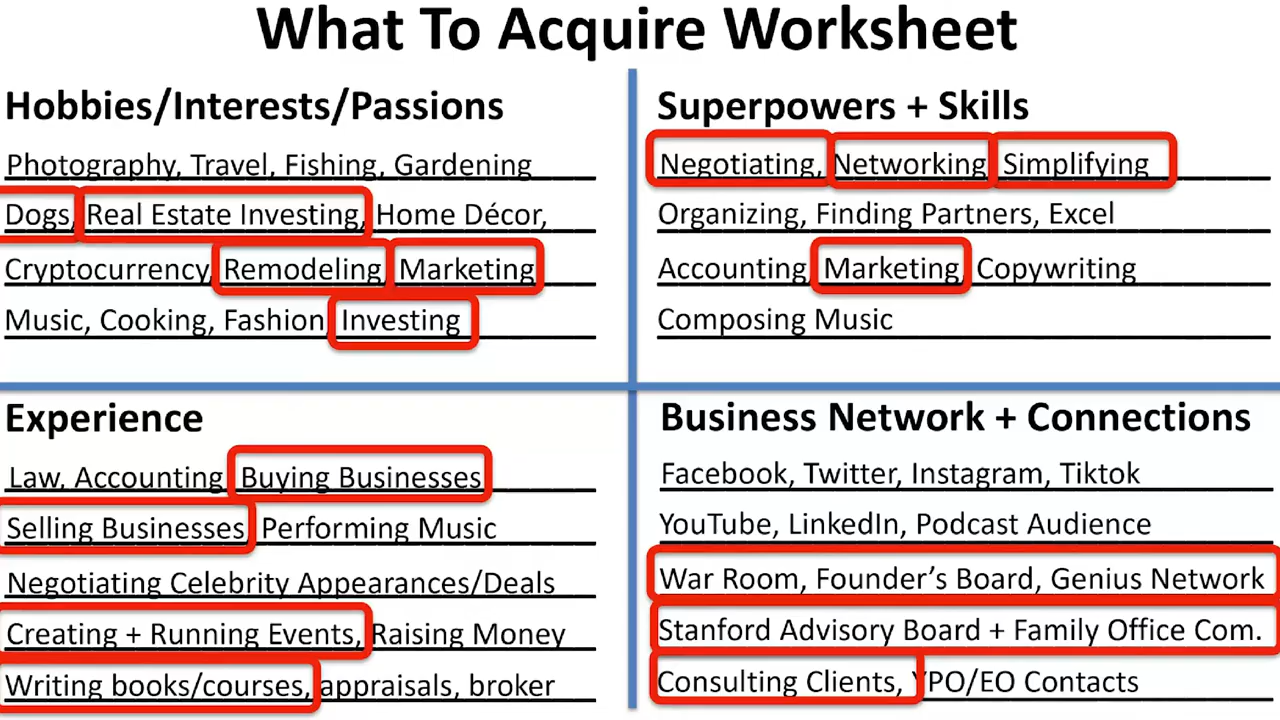 What To Acquire Worksheet
Hobbies/Interests/Passions
Photography, Travel, Fishing, Gardening
Dogs, Real Estate Investing, Home Décor,
Cryptocurrency, Remodeling, Marketing
Music, Cooking, Fashion, Investing
Superpowers + Skills
Negotiating, Networking, Simplifying
Organizing, Finding Partners, Excel
Accounting, Marketing, Copywriting
Composing Music
Experience
Law, Accounting, Buying Businesses
Selling Businesses, Performing Music
Negotiating Celebrity Appearances/Deals
Creating + Running Events, Raising Money
Writing books/courses, appraisals, broker
Business Network + Connections
Facebook, Twitter, Instagram, Tiktok
YouTube, LinkedIn, Podcast Audience
War Room, Founder’s Board, Genius Network
Stanford Advisory Board + Family Office Com.
Consulting Clients, YPO/EO Contacts